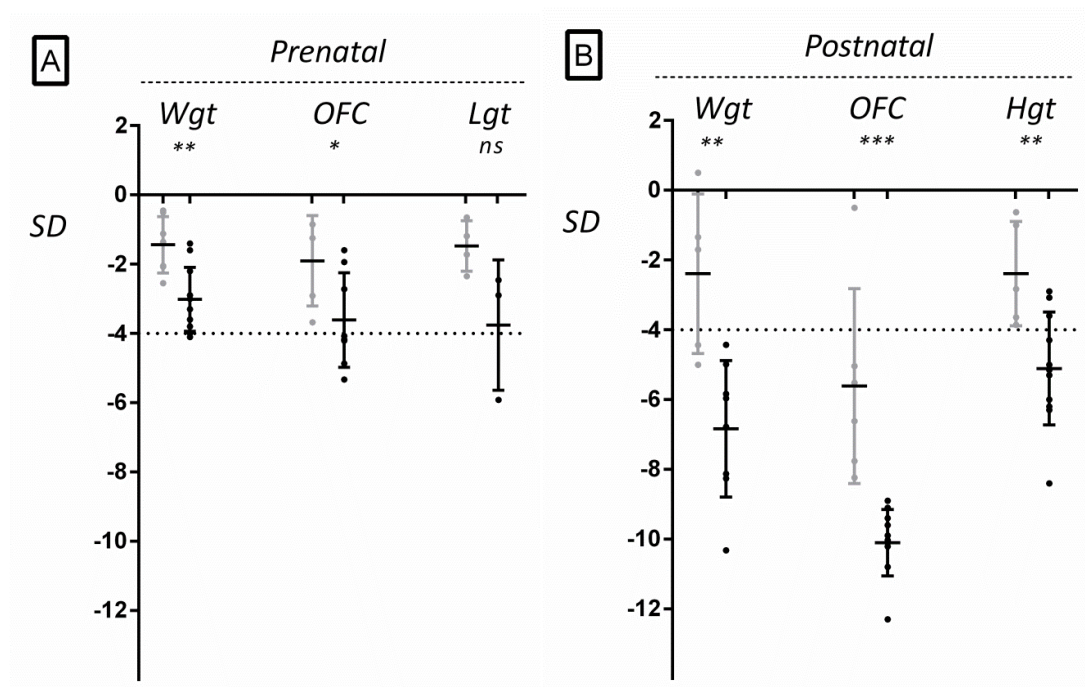 A
Prenatal
Wgt OFC Lgt
** * ns
2
0
SD
-2
-4
-6
-8
-10
-12
B
Postnatal
Wgt OFC Hgt
** *** **
2
0
SD
-2
-4
-6
-8
-10
-12